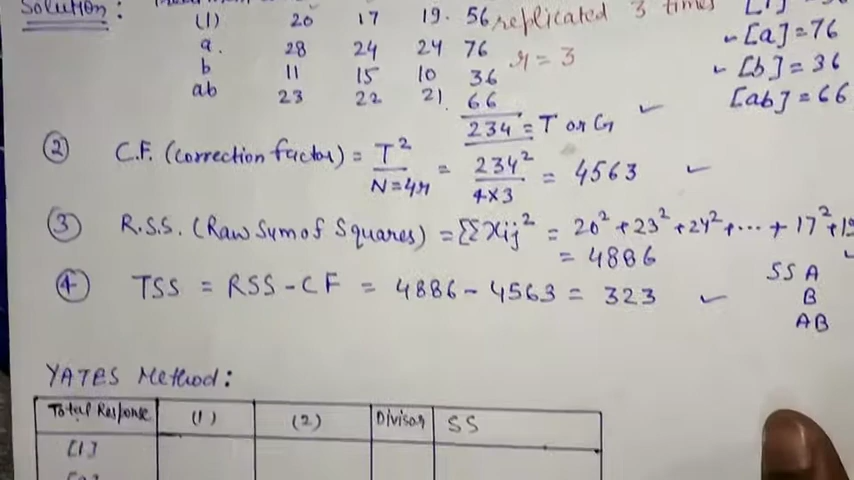 Solution:
(1) 20 17 19. 56 replicated 3 times
a. 28 24 24 76 r = 3 [a] = 76
b 11 15 10 36 [b] = 36
ab 23 22 21. 66 [ab] = 66
234 = T or G
② C.F. (correction factor) = T² / N=4r = 234² / 4×3 = 4563
③ R.S.S. (Raw Sum of Squares) = ΣΣXij² = 20²+23²+24²+...+17²+19
= 4886
④ TSS = RSS - CF = 4886 - 4563 = 323
SS A
B
AB
YATES Method:
Total Response (1) (2) Divisor SS
[1]